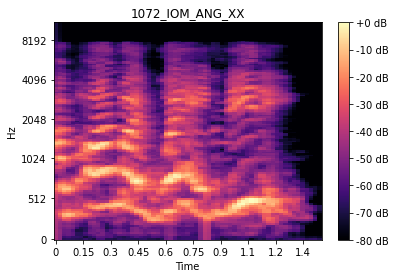 1072_IOM_ANG_XX
Hz
8192
4096
2048
1024
512
0
0 0.15 0.3 0.45 0.6 0.75 0.9 1.1 1.2 1.4
Time
+0 dB
-10 dB
-20 dB
-30 dB
-40 dB
-50 dB
-60 dB
-70 dB
-80 dB